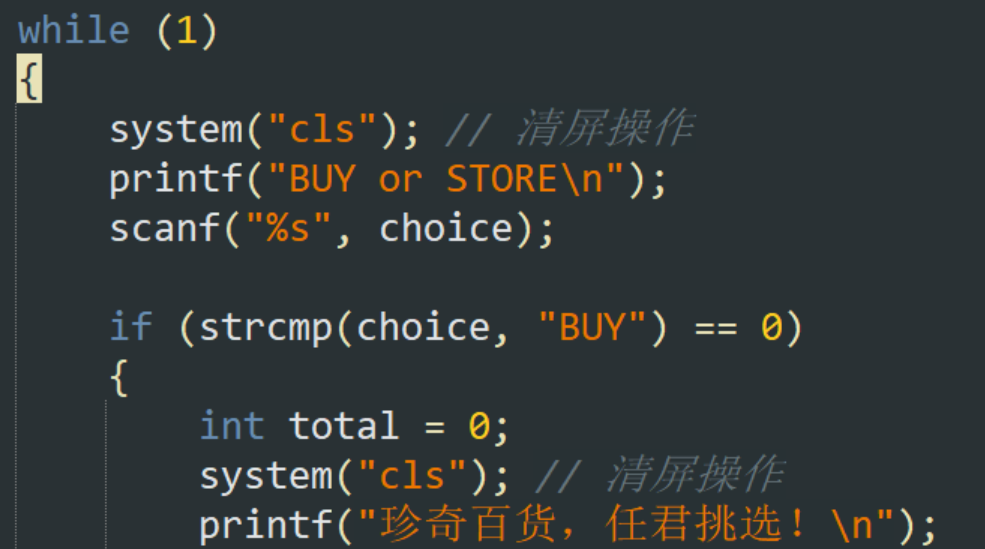 while (1)
{
system("cls"); // 清屏操作
printf("BUY or STORE\n");
scanf("%s", choice);
if (strcmp(choice, "BUY") == 0)
{
int total = 0;
system("cls"); // 清屏操作
printf("珍奇百货，任君挑选！\n");